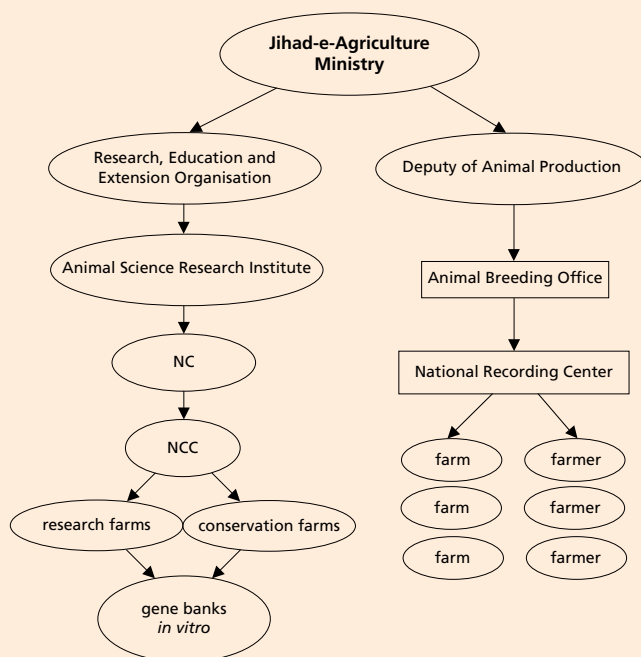 Jihad-e-Agriculture
Ministry
Research, Education and
Extension Organisation
Deputy of Animal Production
Animal Science Research Institute
Animal Breeding Office
NC
National Recording Center
NCC
farm
farmer
research farms
conservation farms
farm
farmer
farm
farmer
gene banks
in vitro